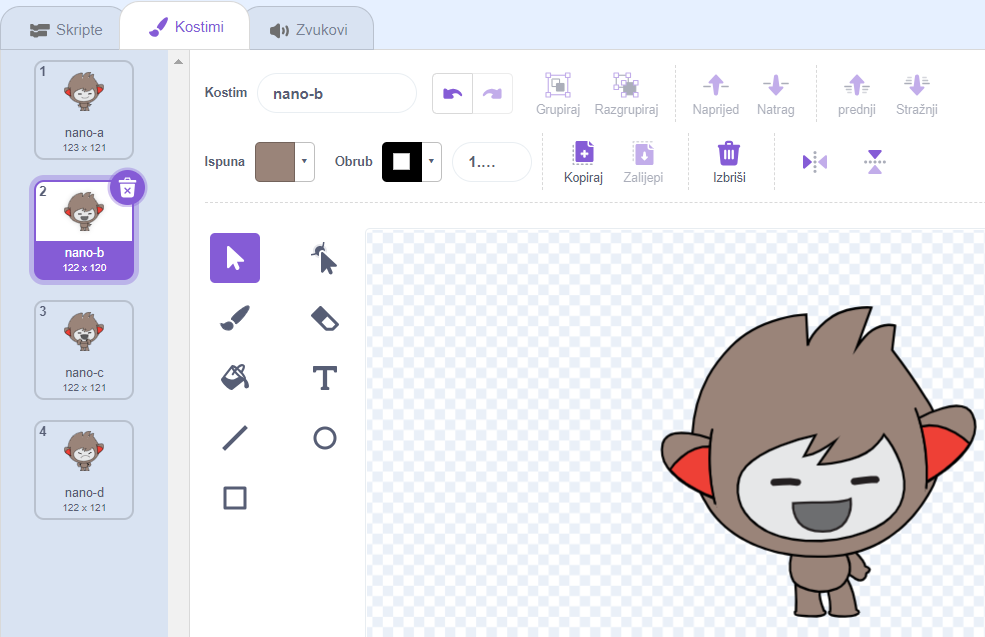 Skripte
Kostimi
Zvukovi
1
nano-a
123 x 121
2
nano-b
122 x 120
3
nano-c
122 x 121
4
nano-d
122 x 121
Kostim
nano-b
Grupiraj
Razgrupiraj
Naprijed
Natrag
prednji
Stražnji
Ispuna
Obrub
1....
Kopiraj
Zalijepi
Izbriši
T